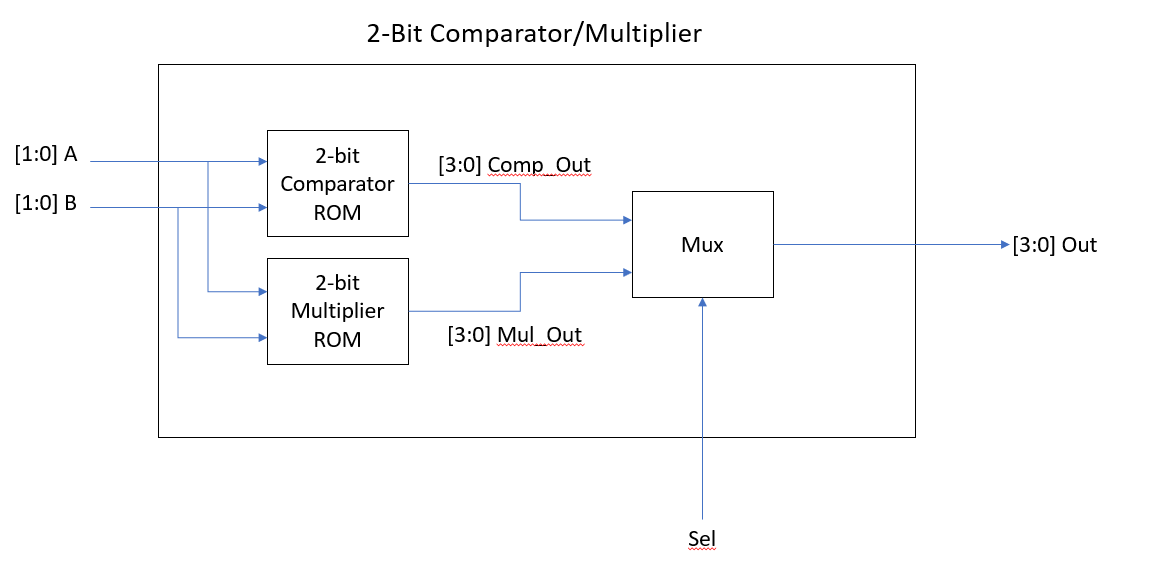 2-Bit Comparator/Multiplier
[1:0] A
[1:0] B
2-bit
Comparator
ROM
[3:0] Comp_Out
2-bit
Multiplier
ROM
[3:0] Mul_Out
Mux
[3:0] Out
Sel